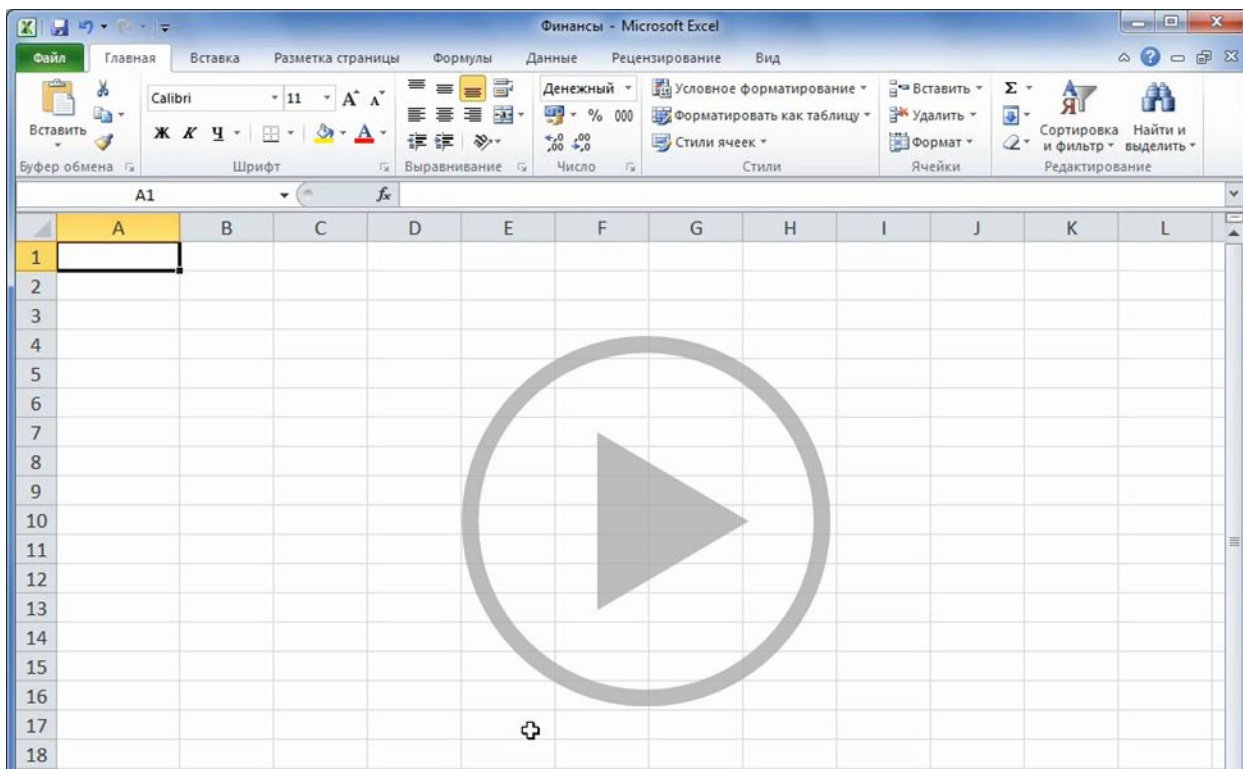 Финансы - Microsoft Excel
Файл Главная Вставка Разметка страницы Формулы Данные Рецензирование Вид
Calibri 11 A A Денежный Условное форматирование Вставить Σ
Вставить Ж К Ч A % 000 Форматировать как таблицу Удалить Сортировка и фильтр Найти и выделить
,00 ,0 Стили ячеек Формат
Буфер обмена Шрифт Выравнивание Число Стили Ячейки Редактирование
A1 fx
A B C D E F G H I J K L
1
2
3
4
5
6
7
8
9
10
11
12
13
14
15
16
17
18